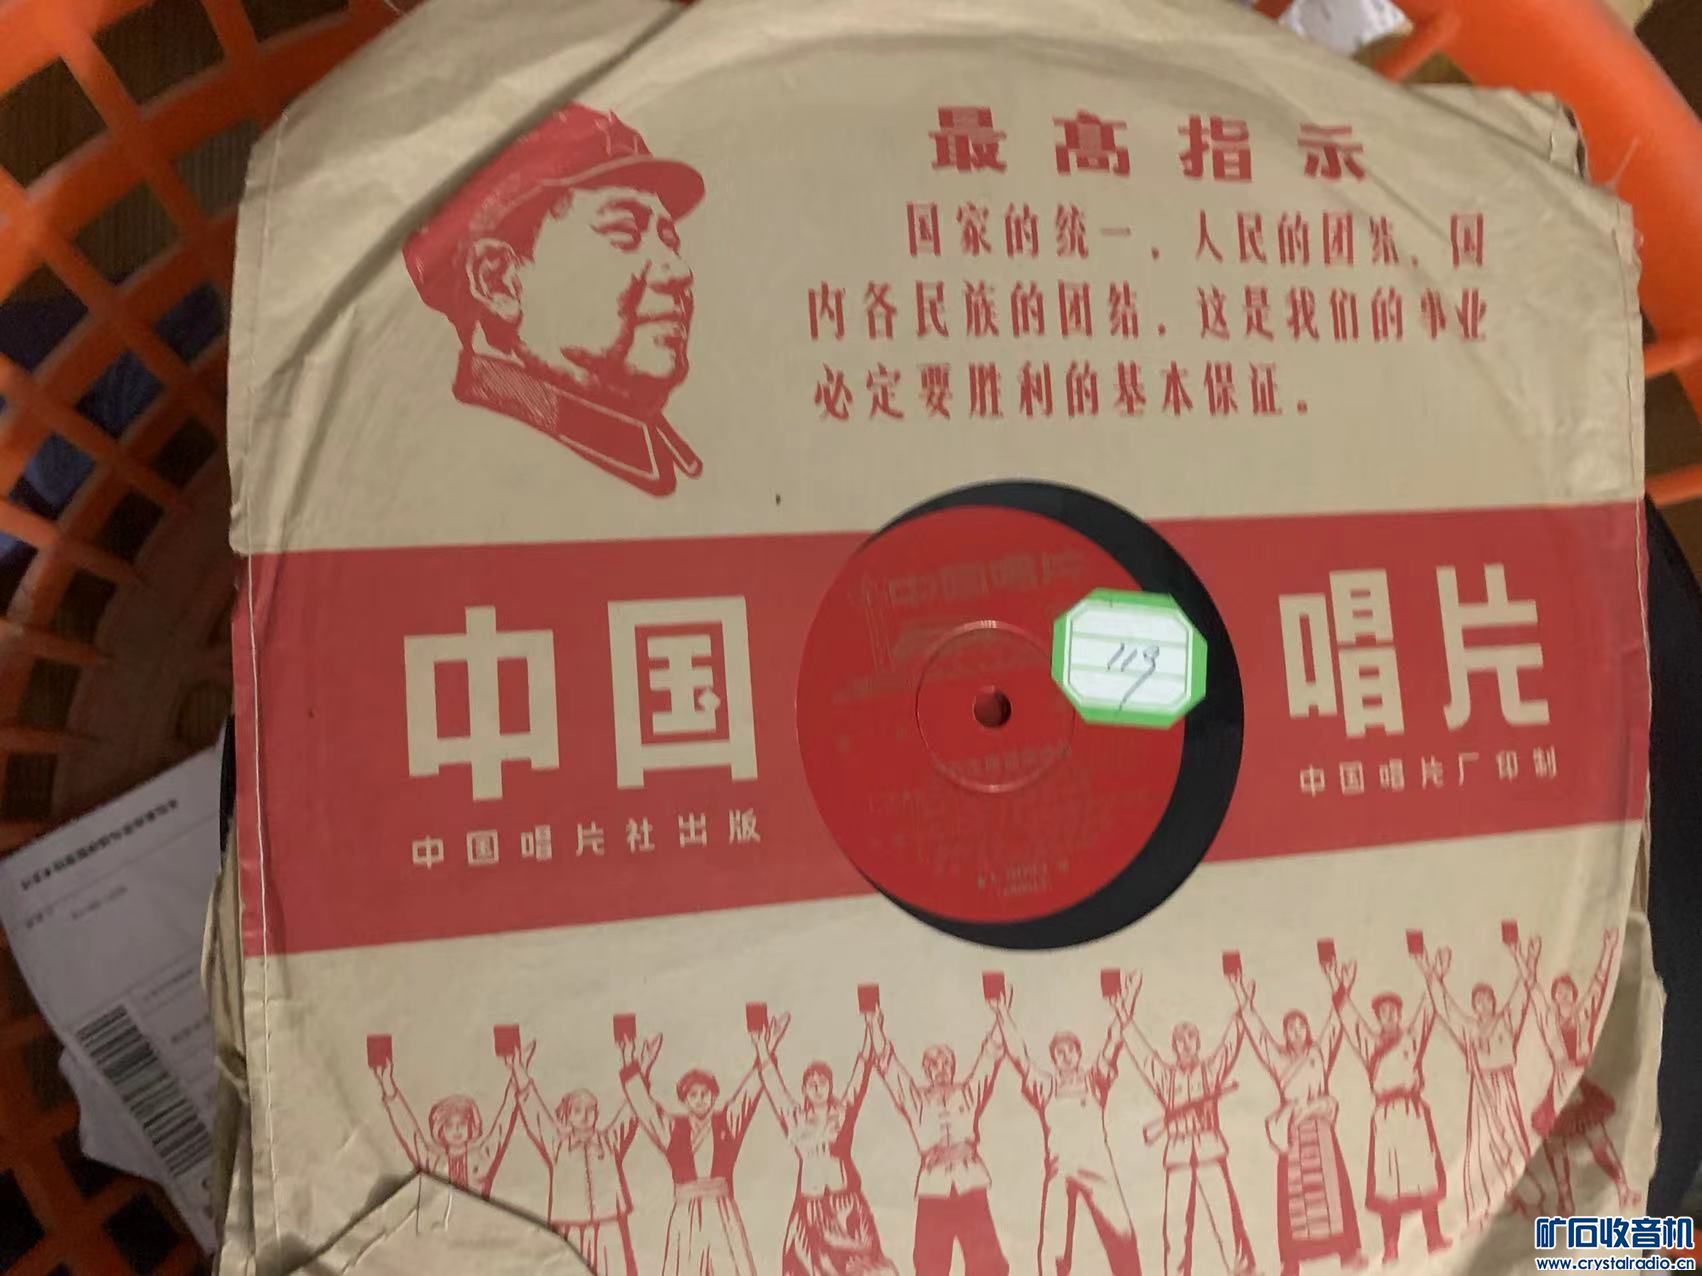 最高指示
国家的统一，人民的团结，国
内各民族的团结，这是我们的事业
必定要胜利的基本保证。
中国唱片
中国唱片社出版
中国唱片厂印制
中国唱片
119
矿石收音机
www.crystalradio.cn